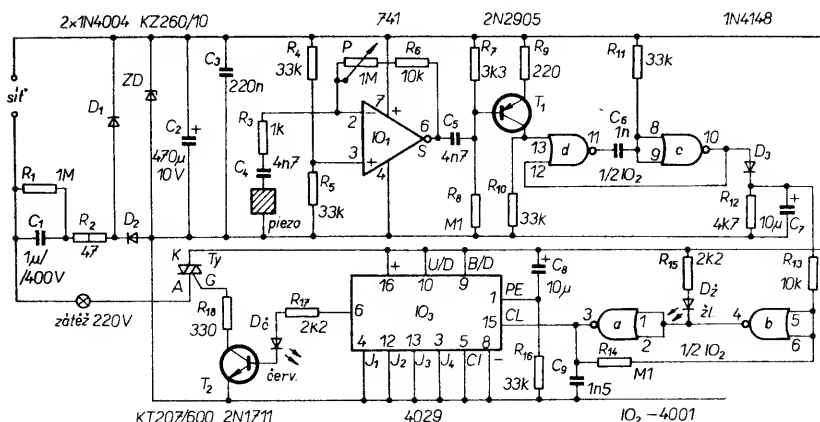 2x1N4004 KZ260/10 741 2N2905 1N4148
R4 33k
P 1M
R6 10k
R7 3k3
R9 220
R11 33k
ZD
C3 220n
síť
D1
C2 470µ 10V
+
R3 1k
C4 4n7
piezo
2
3
7
+
−
+
IO1
4
6
S
C5 4n7
T1
13
12
d
11
C6 1n
8
9
c
10
D3
1/2 IO2
R1 1M
C1 1µ/ /400V
R2 47
D2
R5 33k
R8 M1
R10 33k
R12 4k7
+
10µ C7
K Ty
A G
R18 330
Dč
R17 2k2
červ.
T2
zátěž 220V
+ U/D B/D
16 10 9
6
IO3
PE
1
15
CL
4 12 13 3 5 8
J1 J2 J3 J4 CI −
+
C8 10µ
R15 2k2
R13 10k
Dž
žl.
3
a
1
2
4
b
5
6
1/2 IO2
R16 33k
C9 1n5
R14 M1
KT207/600 2N1711 4029 IO2-4001